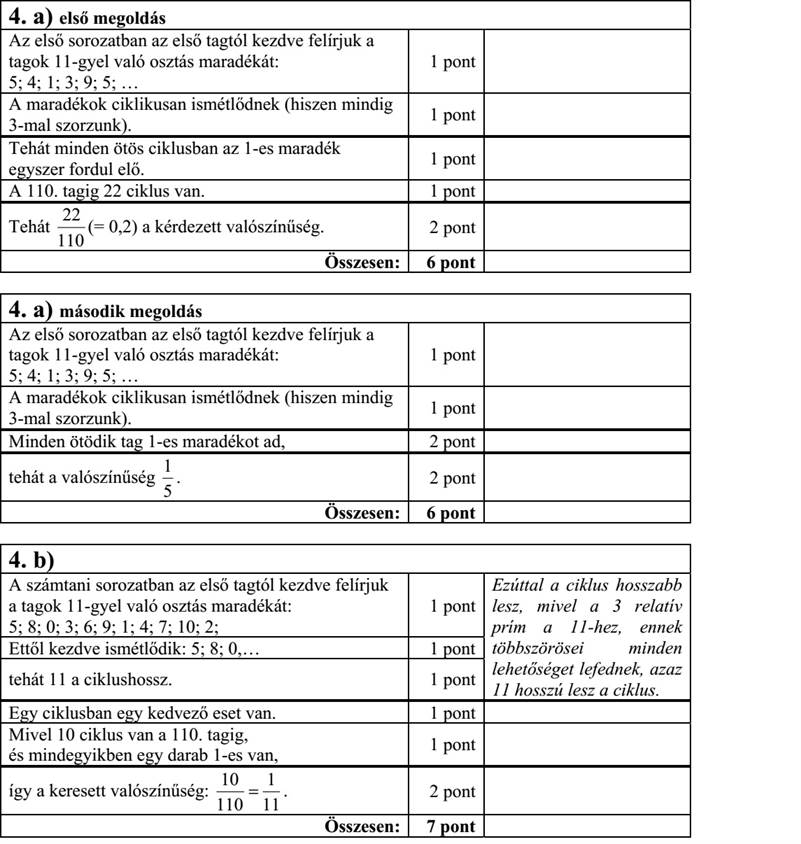 4. a) első megoldás
Az első sorozatban az első tagtól kezdve felírjuk a
tagok 11-gyel való osztás maradékát:
5; 4; 1; 3; 9; 5; …
1 pont
A maradékok ciklikusan ismétlődnek (hiszen mindig
3-mal szorzunk).
1 pont
Tehát minden ötös ciklusban az 1-es maradék
egyszer fordul elő.
1 pont
A 110. tagig 22 ciklus van.
1 pont
Tehát 22/110 (= 0,2) a kérdezett valószínűség.
2 pont
Összesen:
6 pont
4. a) második megoldás
Az első sorozatban az első tagtól kezdve felírjuk a
tagok 11-gyel való osztás maradékát:
5; 4; 1; 3; 9; 5; …
1 pont
A maradékok ciklikusan ismétlődnek (hiszen mindig
3-mal szorzunk).
1 pont
Minden ötödik tag 1-es maradékot ad,
2 pont
tehát a valószínűség 1/5.
2 pont
Összesen:
6 pont
4. b)
A számtani sorozatban az első tagtól kezdve felírjuk
a tagok 11-gyel való osztás maradékát:
5; 8; 0; 3; 6; 9; 1; 4; 7; 10; 2;
1 pont
Ettől kezdve ismétlődik: 5; 8; 0,…
1 pont
tehát 11 a ciklushossz.
1 pont
Ezúttal a ciklus hosszabb
lesz, mivel a 3 relatív
prím a 11-hez, ennek
többszörösei minden
lehetőséget lefednek, azaz
11 hosszú lesz a ciklus.
Egy ciklusban egy kedvező eset van.
1 pont
Mivel 10 ciklus van a 110. tagig,
és mindegyikben egy darab 1-es van,
1 pont
így a keresett valószínűség: 10/110 = 1/11.
2 pont
Összesen:
7 pont